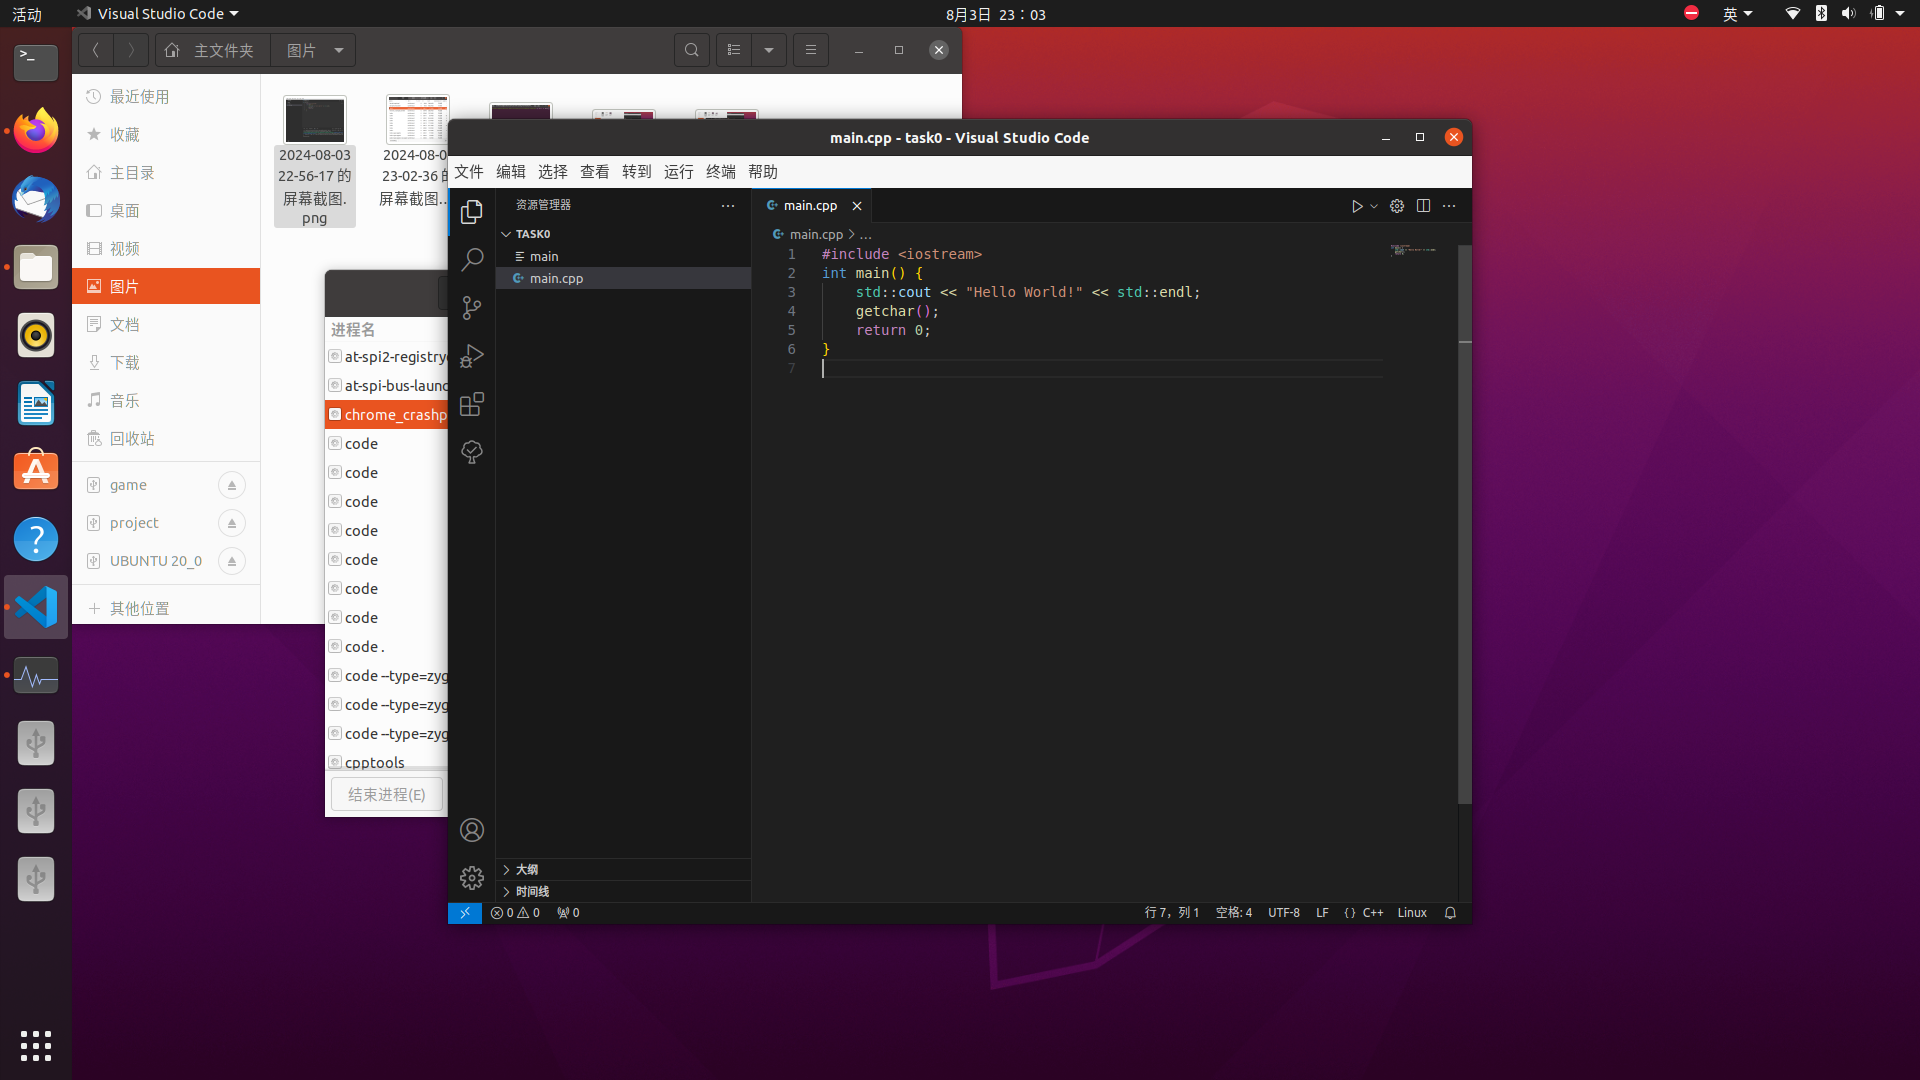 活动
Visual Studio Code
8月3日 23：03
英
主文件夹
图片
最近使用
收藏
主目录
桌面
视频
图片
文档
下载
音乐
回收站
game
project
UBUNTU 20_0
其他位置
2024-08-03
22-56-17 的
屏幕截图.
png
2024-08-0
23-02-36 的
屏幕截图…
进程名
at-spi2-registry
at-spi-bus-launc
chrome_crashp
code
code
code
code
code
code
code
code .
code --type=zyg
code --type=zyg
code --type=zyg
cpptools
结束进程(E)
main.cpp - task0 - Visual Studio Code
文件 编辑 选择 查看 转到 运行 终端 帮助
资源管理器 ···
TASK0
main
main.cpp
大纲
时间线
main.cpp
main.cpp > ...
1 #include <iostream>
2 int main() {
3     std::cout << "Hello World!" << std::endl;
4     getchar();
5     return 0;
6 }
7
0 0 0
行 7，列 1 空格: 4 UTF-8 LF {} C++ Linux